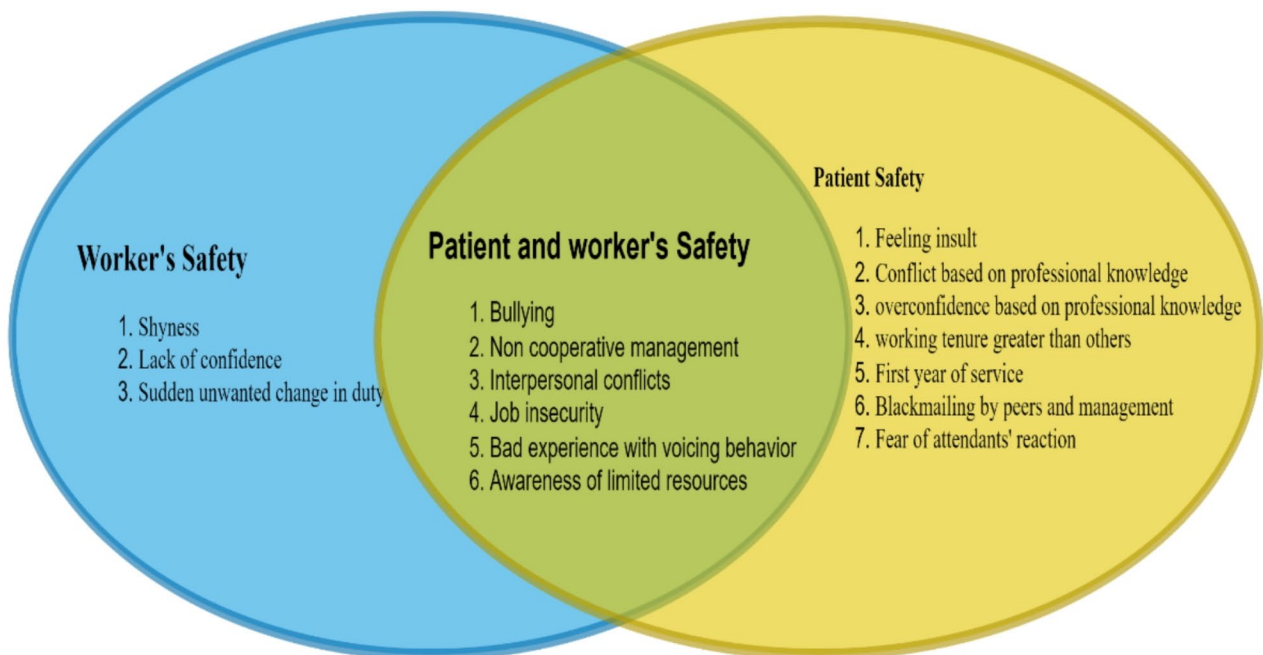 Worker's Safety
1. Shyness
2. Lack of confidence
3. Sudden unwanted change in duty
Patient and worker's Safety
1. Bullying
2. Non cooperative management
3. Interpersonal conflicts
4. Job insecurity
5. Bad experience with voicing behavior
6. Awareness of limited resources
Patient Safety
1. Feeling insult
2. Conflict based on professional knowledge
3. overconfidence based on professional knowledge
4. working tenure greater than others
5. First year of service
6. Blackmailing by peers and management
7. Fear of attendants' reaction